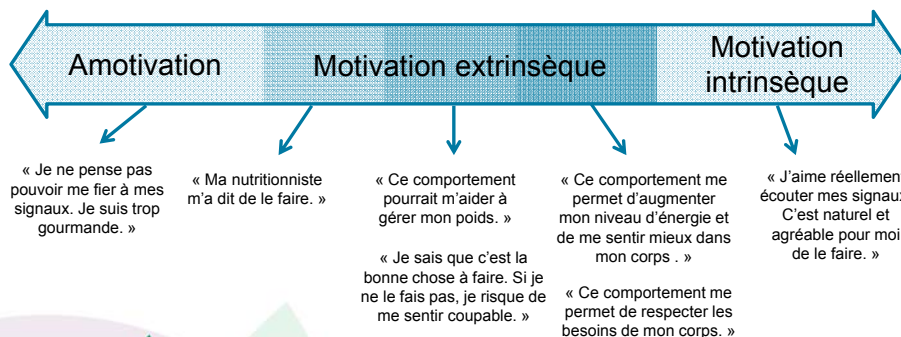 Amotivation
Motivation extrinsèque
Motivation
intrinsèque
« Je ne pense pas
pouvoir me fier à mes
signaux. Je suis trop
gourmande. »
« Ma nutritionniste
m'a dit de le faire. »
« Ce comportement
pourrait m'aider à
gérer mon poids. »
« Je sais que c'est la
bonne chose à faire. Si je
ne le fais pas, je risque de
me sentir coupable. »
« Ce comportement me
permet d'augmenter
mon niveau d'énergie et
de me sentir mieux dans
mon corps . »
« Ce comportement me
permet de respecter les
besoins de mon corps. »
« J'aime réellemen
écouter mes signaux
C'est naturel et
agréable pour moi
de le faire. »